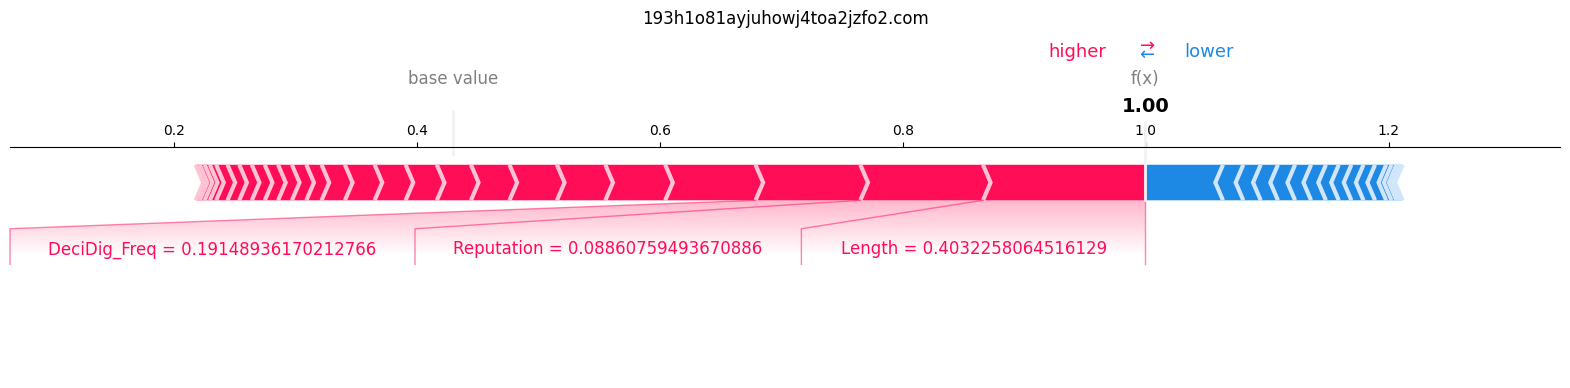 193h1o81ayjuhowj4toa2jzfo2.com
higher ⇄ lower
base value f(x)
1.00
0.2 0.4 0.6 0.8 1.0 1.2
DeciDig_Freq = 0.19148936170212766 Reputation = 0.08860759493670886 Length = 0.4032258064516129